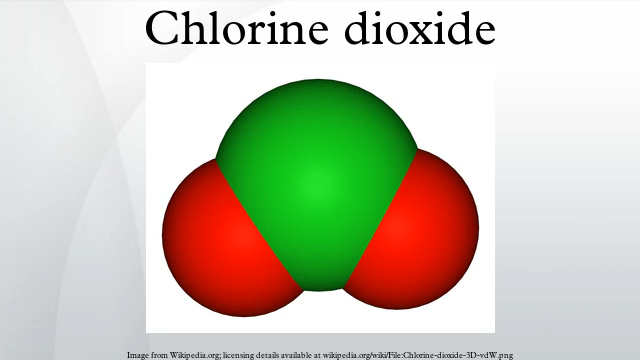 Chlorine dioxide
Image from Wikipedia.org; licensing details available at wikipedia.org/wiki/File:Chlorine-dioxide-3D-vdW.png